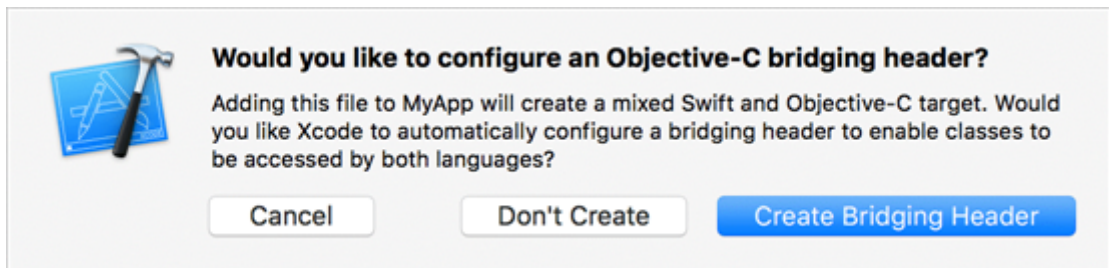 Would you like to configure an Objective-C bridging header?
Adding this file to MyApp will create a mixed Swift and Objective-C target. Would
you like Xcode to automatically configure a bridging header to enable classes to
be accessed by both languages?
Cancel Don't Create Create Bridging Header